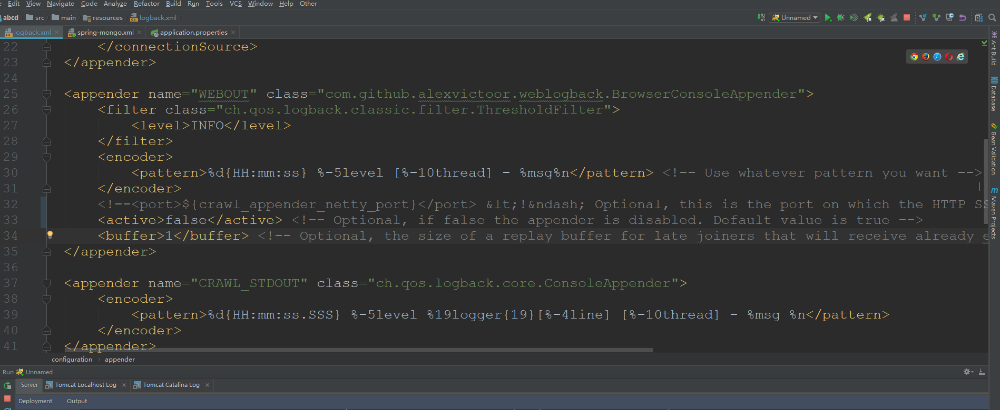 Edit View Navigate Code Analyze Refactor Build Run Tools VCS Window Help Other
abcd src main resources logback.xml Unnamed
logback.xml spring-mongo.xml application.properties
22 </connectionSource>
23 </appender>
24
25 <appender name="WEBOUT" class="com.github.alexvictoor.weblogback.BrowserConsoleAppender">
26 <filter class="ch.qos.logback.classic.filter.ThresholdFilter">
27 <level>INFO</level>
28 </filter>
29 <encoder>
30 <pattern>%d{HH:mm:ss} %-5level [%-10thread] - %msg%n</pattern> <!-- Use whatever pattern you want -->
31 </encoder>
32 <!--<port>${crawl_appender_netty_port}</port> &lt;!&ndash; Optional, this is the port on which the HTTP SS
33 <active>false</active> <!-- Optional, if false the appender is disabled. Default value is true -->
34 <buffer>1</buffer> <!-- Optional, the size of a replay buffer for late joiners that will receive already e
35 </appender>
36
37 <appender name="CRAWL_STDOUT" class="ch.qos.logback.core.ConsoleAppender">
38 <encoder>
39 <pattern>%d{HH:mm:ss.SSS} %-5level %19logger{19}[%-4line] [%-10thread] - %msg %n</pattern>
40 </encoder>
41 </appender>
configuration › appender
Run Unnamed
Server Tomcat Localhost Log Tomcat Catalina Log
Deployment Output
Ant Build
Database
Bean Validation
Maven Projects